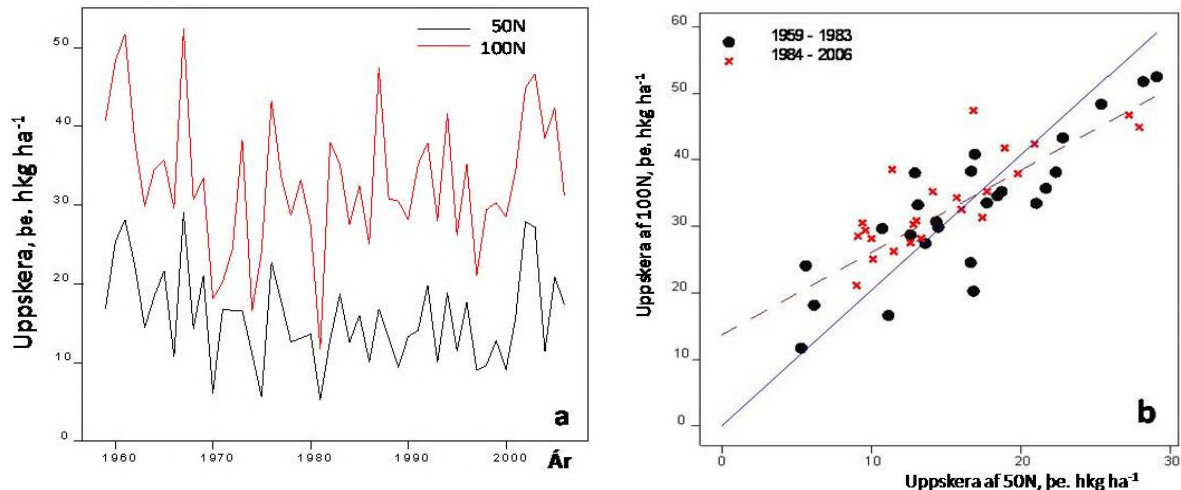 Uppskera, þe. hkg ha⁻¹
50
40
30
20
10
0
50N
100N
a
1960 1970 1980 1990 2000
Ár
Uppskera af 100N, þe. hkg ha⁻¹
60
50
40
30
20
10
0
1959 - 1983
1984 - 2006
b
0 10 20 30
Uppskera af 50N, þe. hkg ha⁻¹